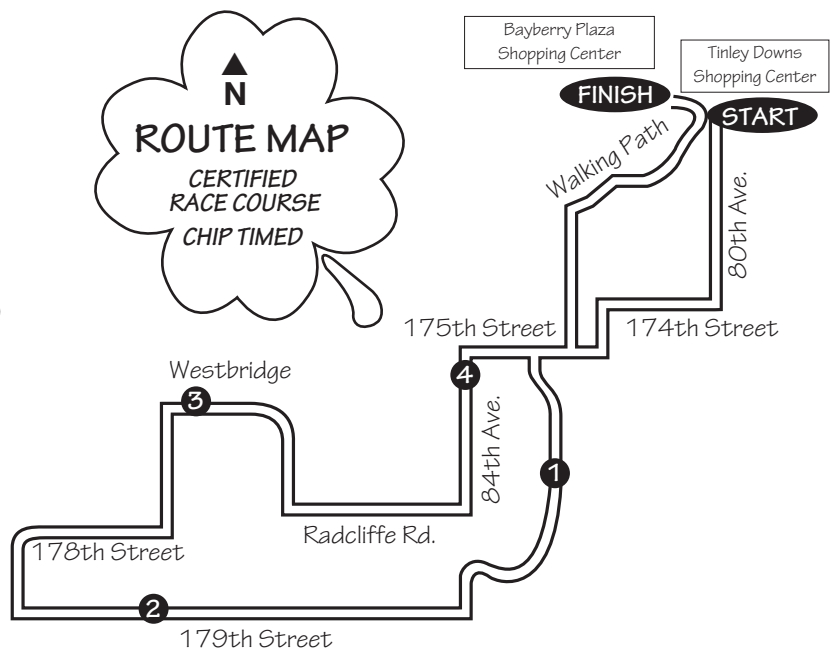 Bayberry Plaza
Shopping Center
Tinley Downs
Shopping Center
N
ROUTE MAP
CERTIFIED
RACE COURSE
CHIP TIMED
FINISH
START
Walking Path
80th Ave.
175th Street
174th Street
Westbridge
4
3
84th Ave.
1
Radcliffe Rd.
178th Street
2
179th Street